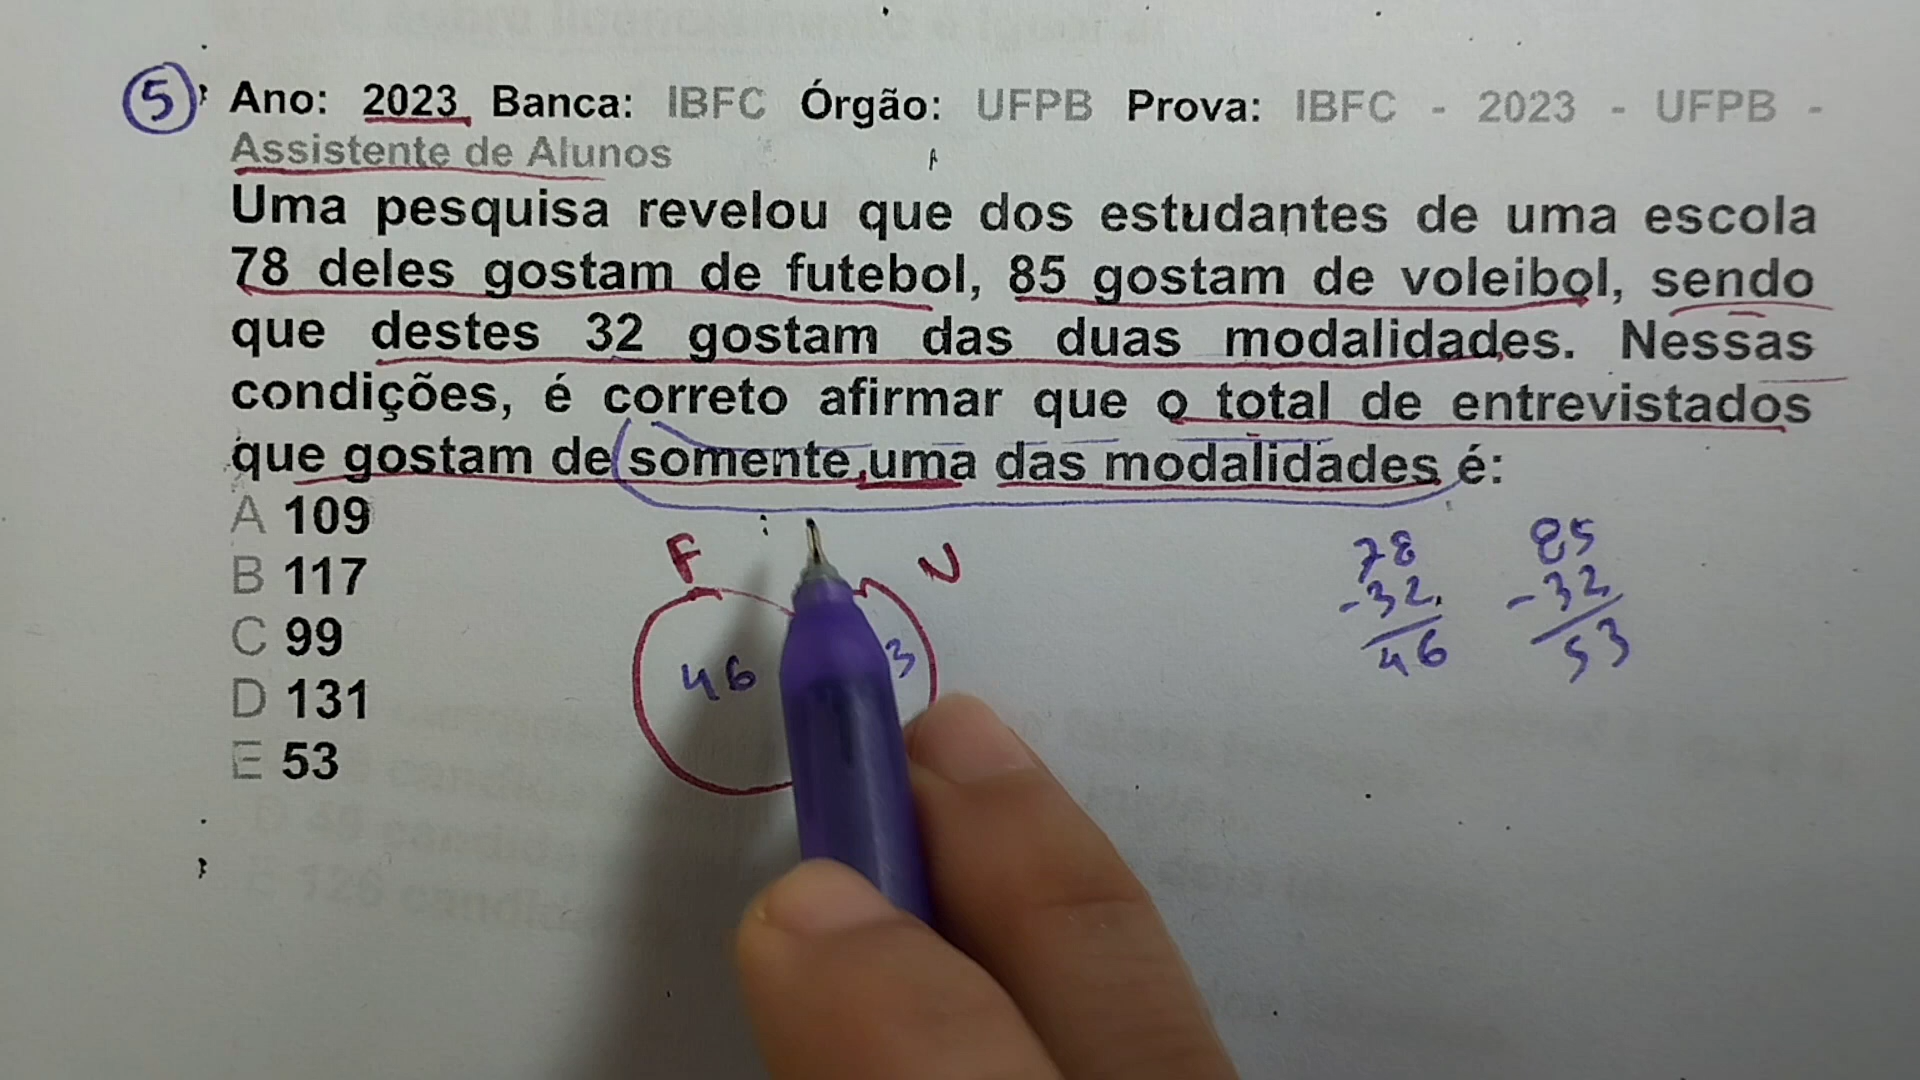 5 Ano: 2023 Banca: IBFC Órgão: UFPB Prova: IBFC - 2023 - UFPB -
Assistente de Alunos
Uma pesquisa revelou que dos estudantes de uma escola
78 deles gostam de futebol, 85 gostam de voleibol, sendo
que destes 32 gostam das duas modalidades. Nessas
condições, é correto afirmar que o total de entrevistados
que gostam de somente uma das modalidades é:
A 109
B 117
C 99
D 131
E 53
F V
46 3
78 85
-32 -32
46 53